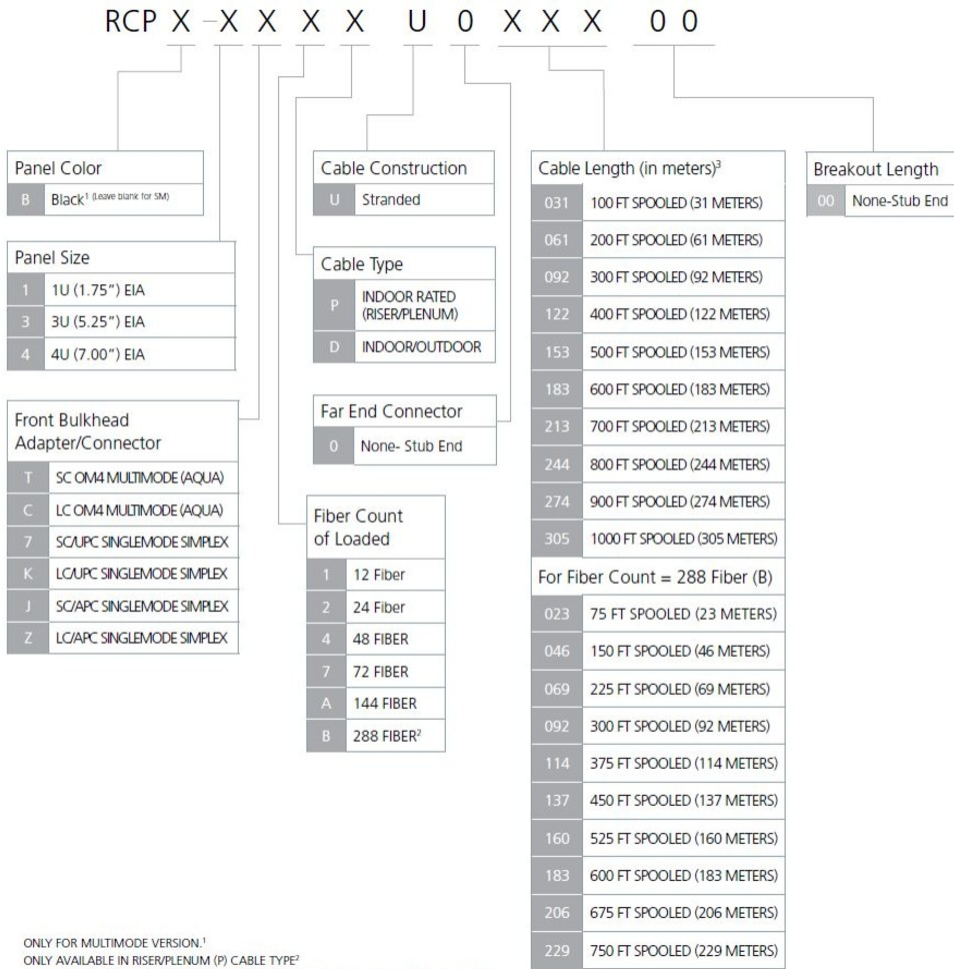 RCP X -X X X X U 0 X X X 0 0
Panel Color
B Black¹ (Leave blank for SM)
Panel Size
1 1U (1.75”) EIA
3 3U (5.25”) EIA
4 4U (7.00”) EIA
Front Bulkhead
Adapter/Connector
T SC OM4 MULTIMODE (AQUA)
C LC OM4 MULTIMODE (AQUA)
7 SC/UPC SINGLEMODE SIMPLEX
K LC/UPC SINGLEMODE SIMPLEX
J SC/APC SINGLEMODE SIMPLEX
Z LC/APC SINGLEMODE SIMPLEX
Cable Construction
U Stranded
Cable Type
P INDOOR RATED
(RISER/PLENUM)
D INDOOR/OUTDOOR
Far End Connector
0 None- Stub End
Fiber Count
of Loaded
1 12 Fiber
2 24 Fiber
4 48 FIBER
7 72 FIBER
A 144 FIBER
B 288 FIBER²
Cable Length (in meters)³
031 100 FT SPOOLED (31 METERS)
061 200 FT SPOOLED (61 METERS)
092 300 FT SPOOLED (92 METERS)
122 400 FT SPOOLED (122 METERS)
153 500 FT SPOOLED (153 METERS)
183 600 FT SPOOLED (183 METERS)
213 700 FT SPOOLED (213 METERS)
244 800 FT SPOOLED (244 METERS)
274 900 FT SPOOLED (274 METERS)
305 1000 FT SPOOLED (305 METERS)
For Fiber Count = 288 Fiber (B)
023 75 FT SPOOLED (23 METERS)
046 150 FT SPOOLED (46 METERS)
069 225 FT SPOOLED (69 METERS)
092 300 FT SPOOLED (92 METERS)
114 375 FT SPOOLED (114 METERS)
137 450 FT SPOOLED (137 METERS)
160 525 FT SPOOLED (160 METERS)
183 600 FT SPOOLED (183 METERS)
206 675 FT SPOOLED (206 METERS)
229 750 FT SPOOLED (229 METERS)
Breakout Length
00 None-Stub End
ONLY FOR MULTIMODE VERSION.¹
ONLY AVAILABLE IN RISER/PLENUM (P) CABLE TYPE²